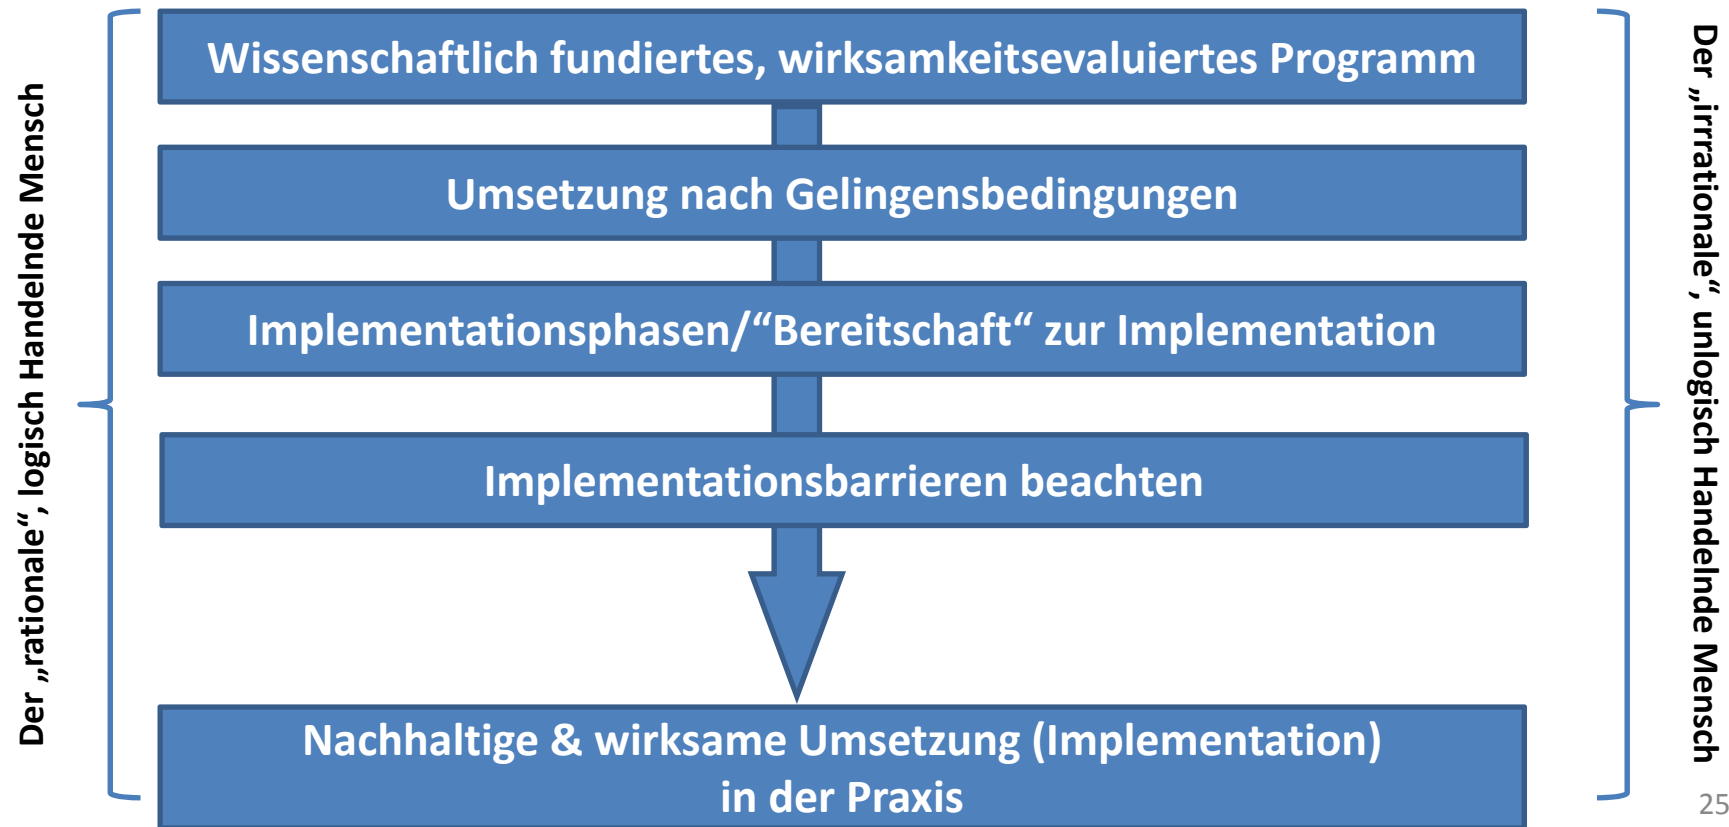 Der „rationale“, logisch Handelnde Mensch
Wissenschaftlich fundiertes, wirksamkeitsevaluiertes Programm
Umsetzung nach Gelingensbedingungen
Implementationsphasen/“Bereitschaft“ zur Implementation
Implementationsbarrieren beachten
Nachhaltige & wirksame Umsetzung (Implementation)
in der Praxis
Der „irrrationale“, unlogisch Handelnde Mensch
25